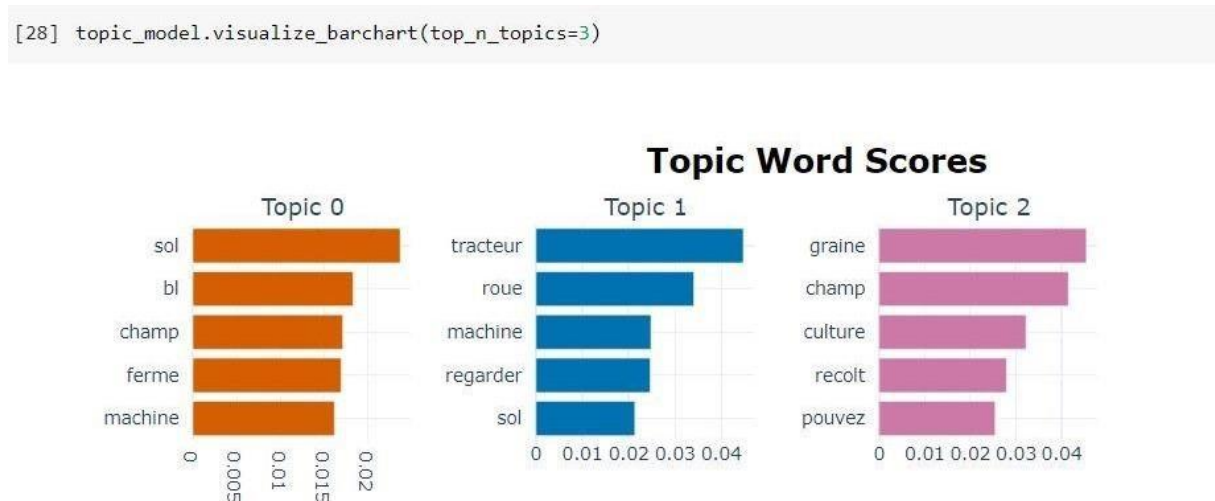 [28] topic_model.visualize_barchart(top_n_topics=3)
Topic Word Scores
Topic 0
sol
bl
champ
ferme
machine
0
0.005
0.01
0.015
0.02
Topic 1
tracteur
roue
machine
regarder
sol
0 0.01 0.02 0.03 0.04
Topic 2
graine
champ
culture
recolt
pouvez
0 0.01 0.02 0.03 0.04